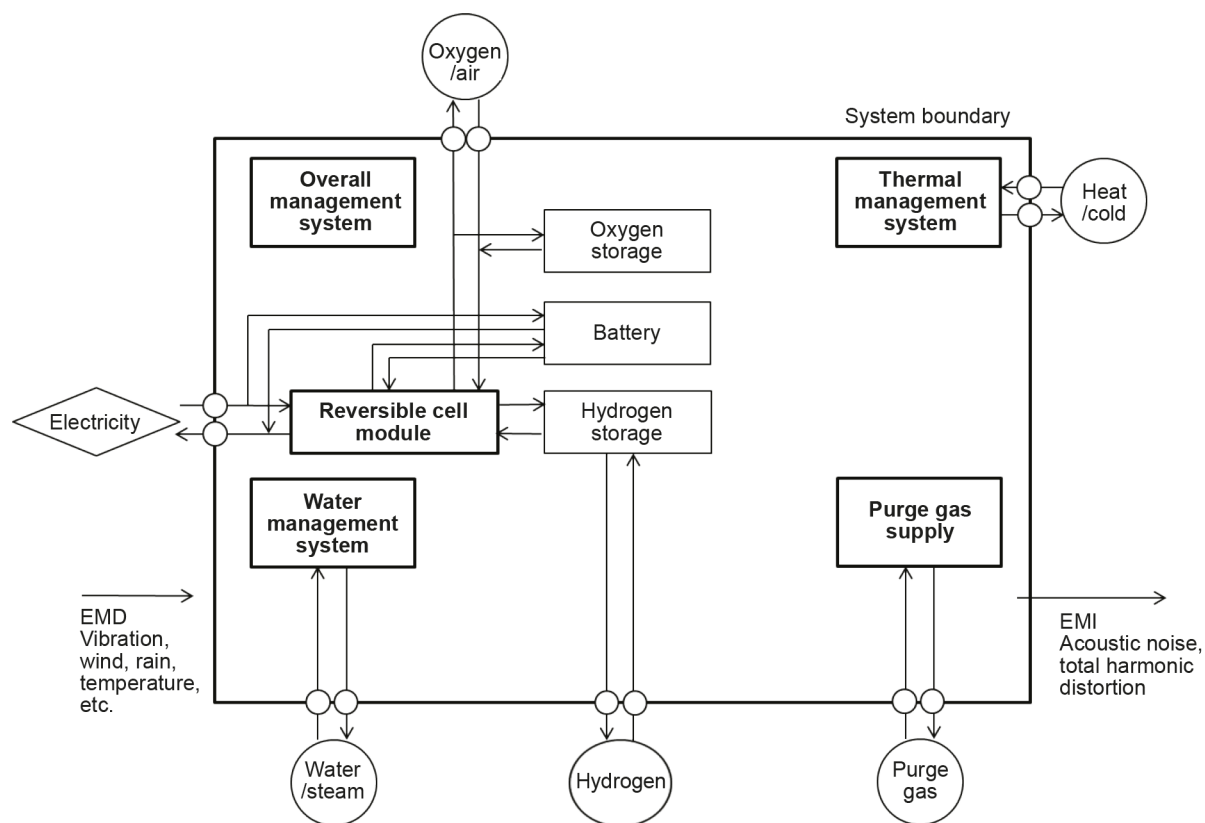 Oxygen
/air
System boundary
Overall
management
system
Thermal
management
system
Heat
/cold
Oxygen
storage
Battery
Electricity
Reversible cell
module
Hydrogen
storage
Water
management
system
Purge gas
supply
EMD
Vibration,
wind, rain,
temperature,
etc.
EMI
Acoustic noise,
total harmonic
distortion
Water
/steam
Hydrogen
Purge
gas